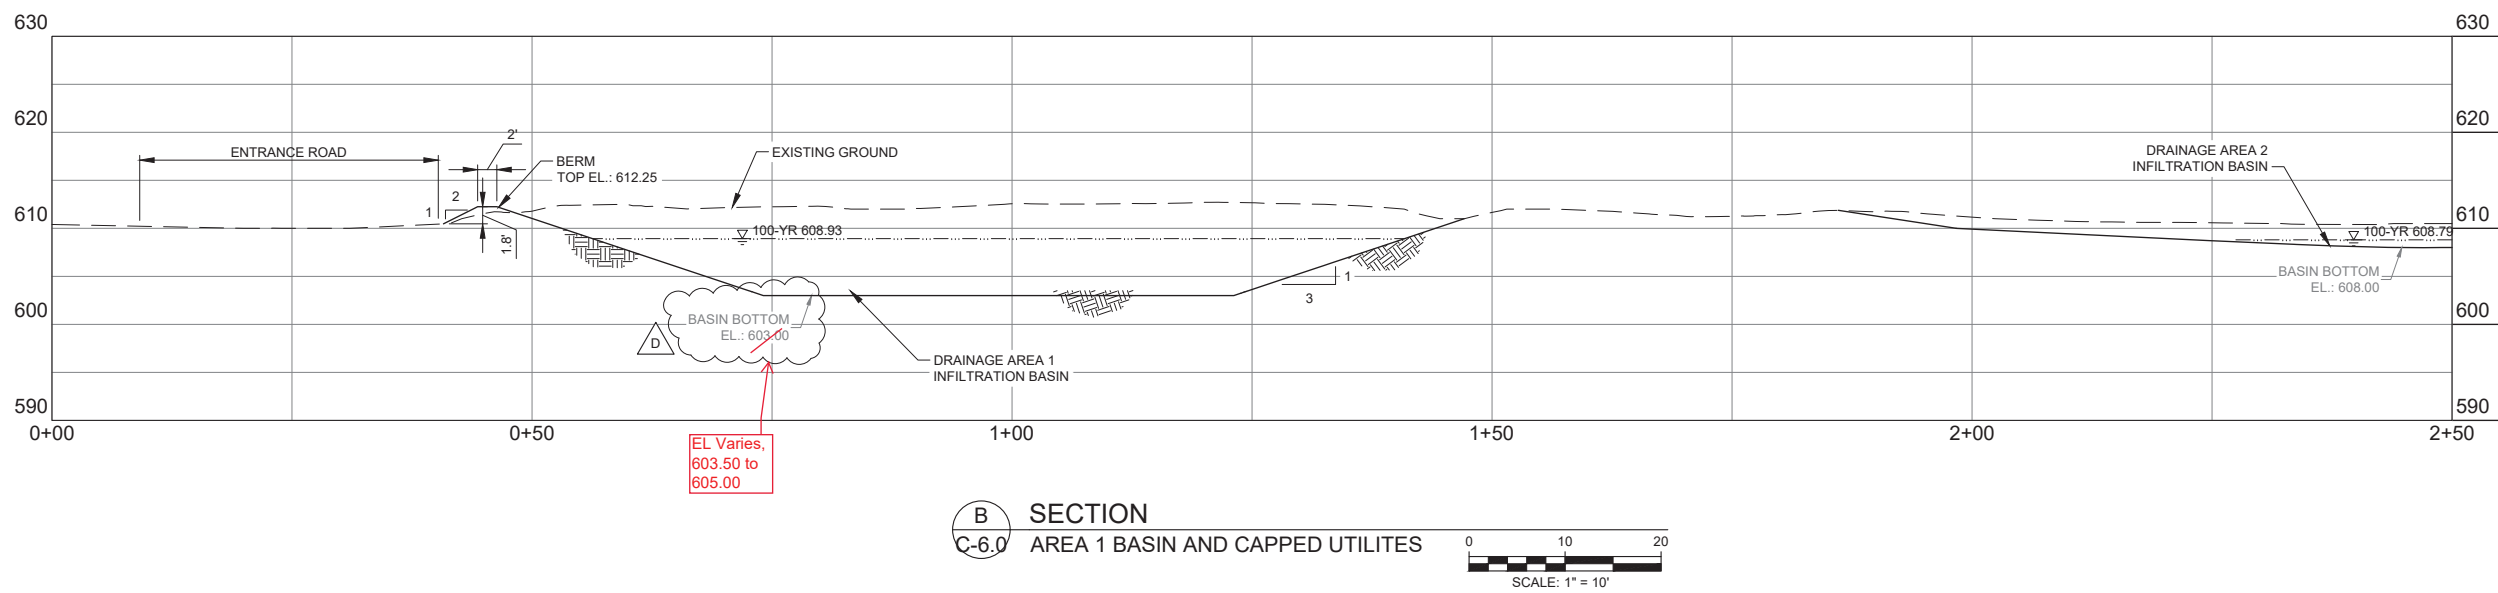 630
630
620
620
610
610
600
600
590
590
0+00
0+50
1+00
1+50
2+00
2+50
ENTRANCE ROAD
2'
BERM
TOP EL.: 612.25
2
1
1.8'
EXISTING GROUND
100-YR 608.93
BASIN BOTTOM
EL.: 603.00
D
DRAINAGE AREA 1
INFILTRATION BASIN
1
3
DRAINAGE AREA 2
INFILTRATION BASIN
100-YR 608.79
BASIN BOTTOM
EL.: 608.00
EL Varies,
603.50 to
605.00
B
SECTION
C-6.0
AREA 1 BASIN AND CAPPED UTILITES
0
10
20
SCALE: 1" = 10'